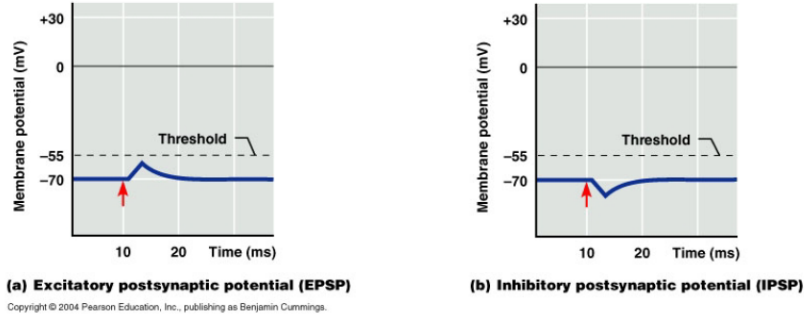 +30
0
−55
−70
Membrane potential (mV)
Threshold
10 20 Time (ms)
(a) Excitatory postsynaptic potential (EPSP)
Copyright © 2004 Pearson Education, Inc., publishing as Benjamin Cummings.
+30
0
−55
−70
Membrane potential (mV)
Threshold
10 20 Time (ms)
(b) Inhibitory postsynaptic potential (IPSP)